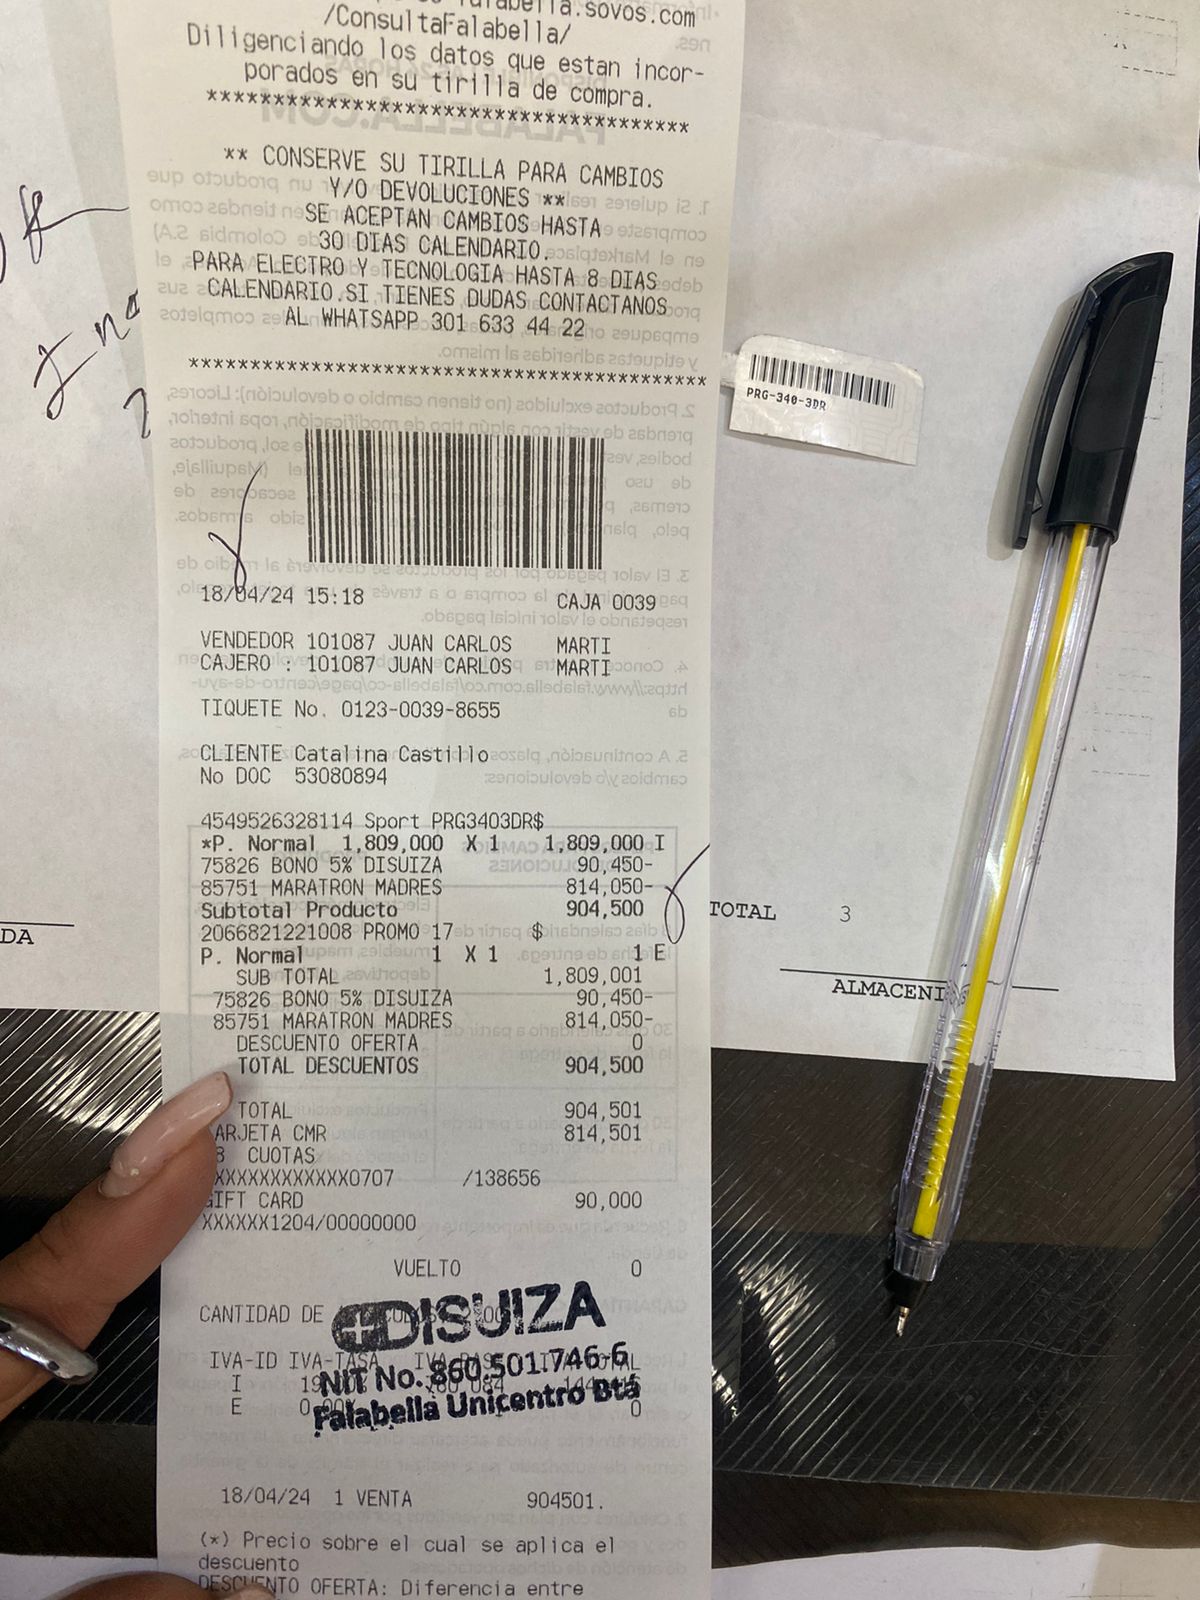 falabella.sovos.com
/ConsultaFalabella/
Diligenciando los datos que estan incor-
porados en su tirilla de compra.
****************************************
** CONSERVE SU TIRILLA PARA CAMBIOS
Y/O DEVOLUCIONES **
SE ACEPTAN CAMBIOS HASTA
30 DIAS CALENDARIO.
PARA ELECTRO Y TECNOLOGIA HASTA 8 DIAS
CALENDARIO.SI TIENES DUDAS CONTACTANOS
AL WHATSAPP 301 633 44 22
*******************************************
18/04/24 15:18 CAJA 0039
VENDEDOR 101087 JUAN CARLOS MARTI
CAJERO : 101087 JUAN CARLOS MARTI
TIQUETE No. 0123-0039-8655
CLIENTE Catalina Castillo
No DOC 53080894
4549526328114 Sport PRG3403DR$
*P. Normal 1,809,000 X 1 1,809,000 I
75826 BONO 5% DISUIZA 90,450-
85751 MARATRON MADRES 814,050-
Subtotal Producto 904,500
2066821221008 PROMO 17 $
P. Normal 1 X 1 1 E
SUB TOTAL 1,809,001
75826 BONO 5% DISUIZA 90,450-
85751 MARATRON MADRES 814,050-
DESCUENTO OFERTA 0
TOTAL DESCUENTOS 904,500
TOTAL 904,501
ARJETA CMR 814,501
CUOTAS
XXXXXXXXXXXX0707 /138656
GIFT CARD 90,000
XXXXXX1204/00000000
VUELTO 0
CANTIDAD DE
DISUIZA
NIT No. 860.501.746-6
Falabella Unicentro Bta
IVA-ID IVA-TASA
I
E 0
18/04/24 1 VENTA 904501.
(*) Precio sobre el cual se aplica el
descuento
DESCUENTO OFERTA: Diferencia entre
PRG-340-3DR
TOTAL 3
ALMACENI
DA